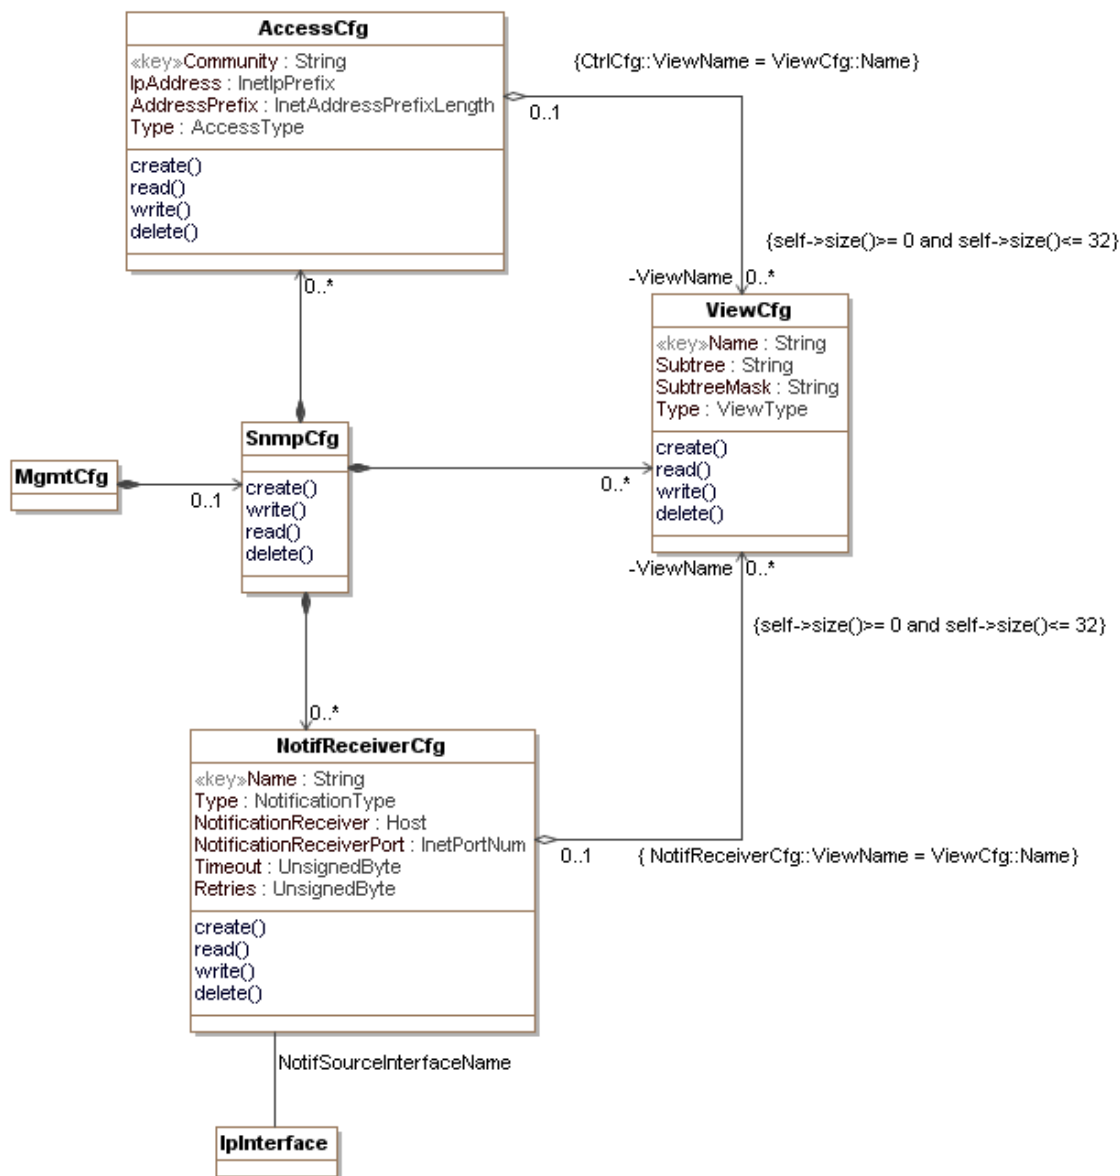 AccessCfg
«key»Community : String
IpAddress : InetIpPrefix
AddressPrefix : InetAddressPrefixLength
Type : AccessType
create()
read()
write()
delete()
{CtrlCfg::ViewName = ViewCfg::Name}
0..1
{self->size()>= 0 and self->size()<= 32}
-ViewName 0..*
0..*
ViewCfg
«key»Name : String
Subtree : String
SubtreeMask : String
Type : ViewType
create()
read()
write()
delete()
SnmpCfg
create()
write()
read()
delete()
MgmtCfg
0..1
0..*
-ViewName 0..*
{self->size()>= 0 and self->size()<= 32}
0..*
NotifReceiverCfg
«key»Name : String
Type : NotificationType
NotificationReceiver : Host
NotificationReceiverPort : InetPortNum
Timeout : UnsignedByte
Retries : UnsignedByte
create()
read()
write()
delete()
0..1
{ NotifReceiverCfg::ViewName = ViewCfg::Name}
NotifSourceInterfaceName
IpInterface